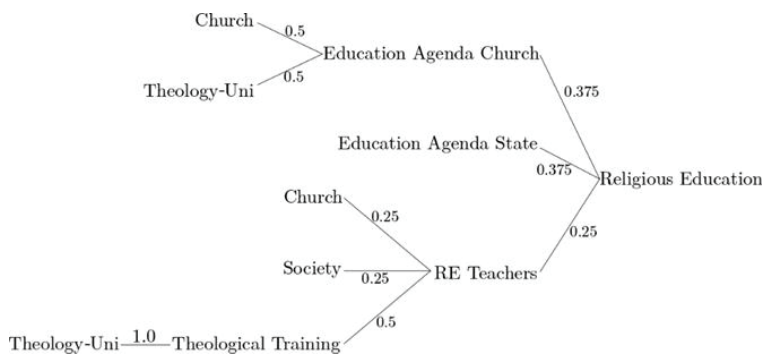 Church
0.5
Education Agenda Church
0.5
Theology-Uni
0.375
Education Agenda State
0.375
Religious Education
Church
0.25
0.25
Society
0.25
RE Teachers
0.5
Theology-Uni 1.0 Theological Training